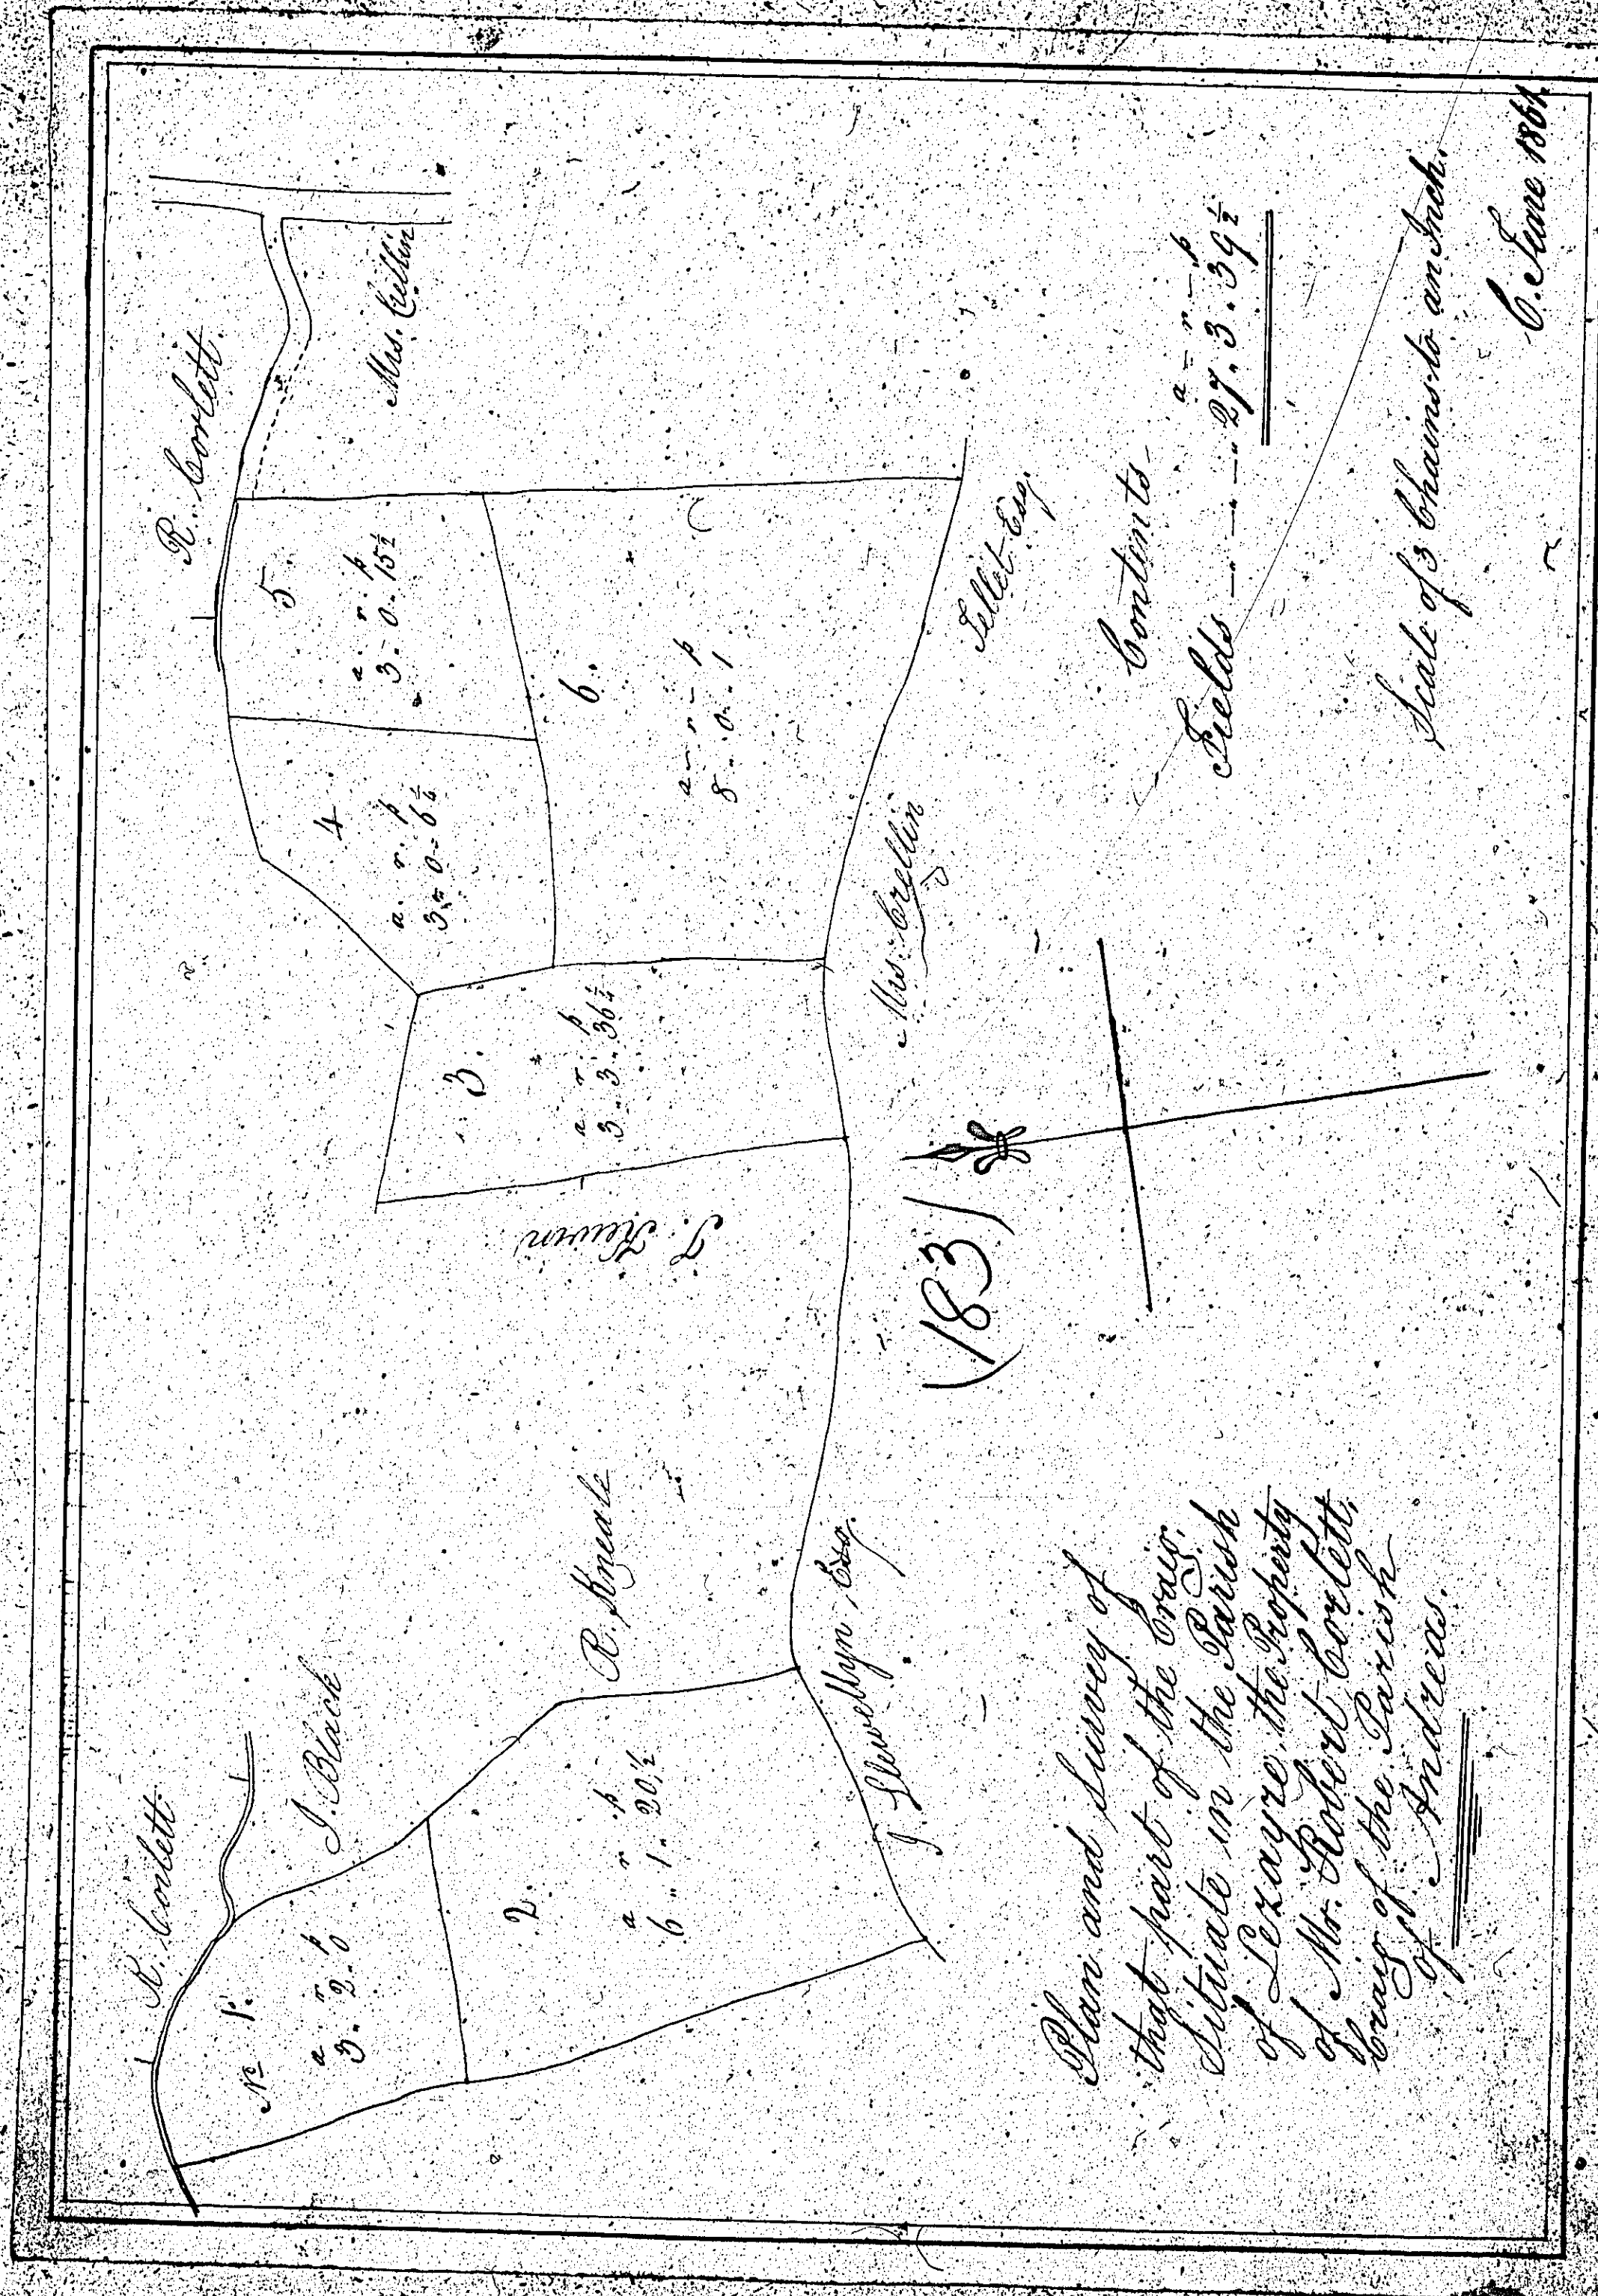 R. Corlett.
Nº 1.
a r p
3. 2. 0
J. Black
2.
a r p
6 " 1 " 20½
R. Kneale
J. Llewellyn Esq.
T. Kewin
3.
a r p
3 " 3 " 36¼
4
a. r. p
3 " 0 - 6¼
R. Corlett.
5.
a. r. p
3 - 0. 15½
Mrs. Crellin
6.
a - r - p
8 .. 0 .. 1
Mrs. Crellin
Tellet Esq.
(183)
Plan and Survey of
that part of the Craig,
Situate in the Parish
of Lezayre, the Property
of Mr. Robert Corlett,
Craig of the Parish
of Andreas.
Contents
a - r - p
Fields 27. 3. 39½
Scale of 3 Chains to an Inch.